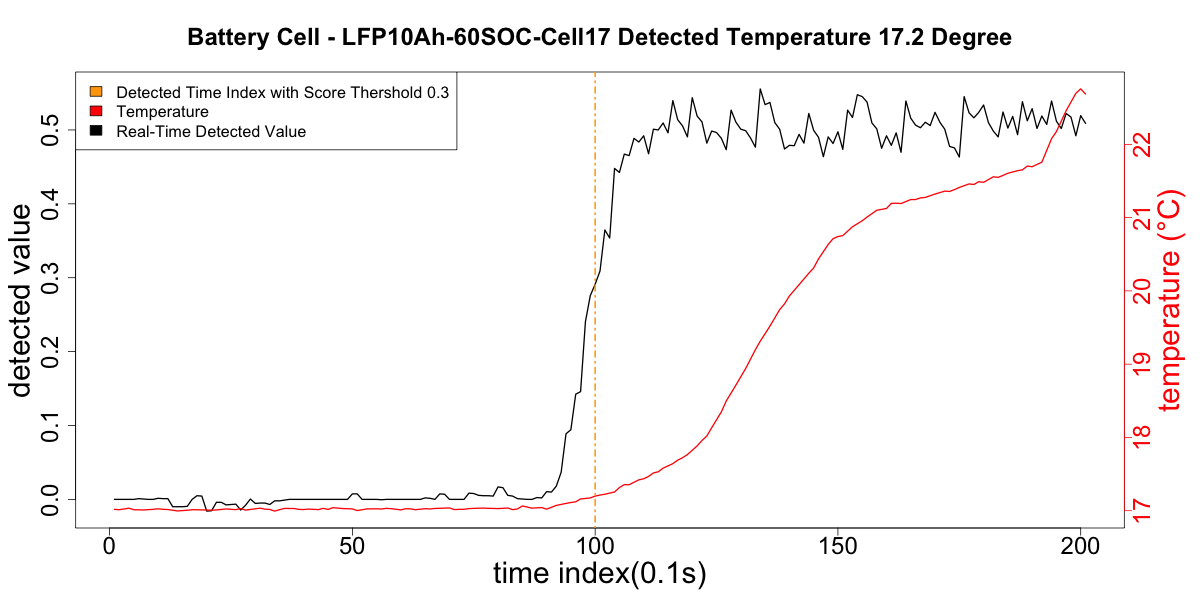 Battery Cell - LFP10Ah-60SOC-Cell17 Detected Temperature 17.2 Degree
Detected Time Index with Score Thershold 0.3
Temperature
Real-Time Detected Value
detected value
0.0 0.1 0.2 0.3 0.4 0.5
17 18 19 20 21 22
temperature (°C)
0 50 100 150 200
time index(0.1s)